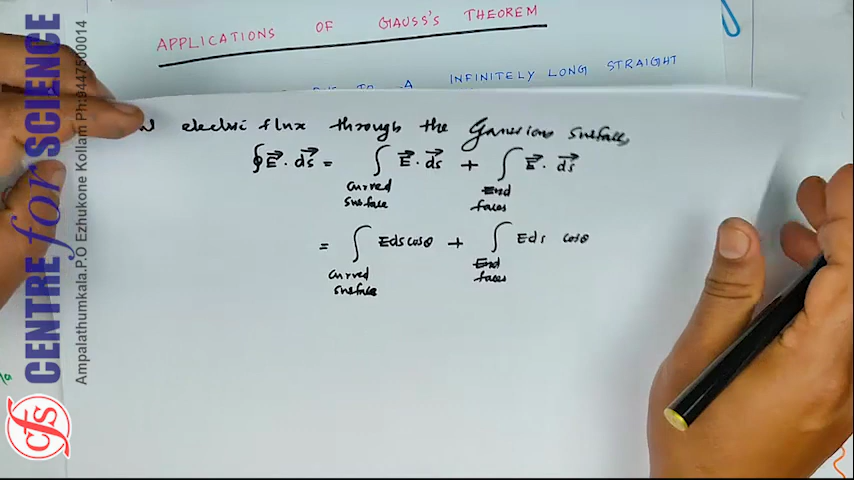 APPLICATIONS OF GAUSS'S THEOREM
TO A INFINITELY LONG STRAIGHT
electric flux through the Gaussian surface,
∮E⃗. ds⃗ = ∫ E⃗. ds⃗ + ∫ E⃗. ds⃗
curved End
surface faces
= ∫ Eds cosθ + ∫ Eds cosθ
curved End
surface faces
CENTRE for SCIENCE
Ampalathumkala.P.O Ezhukone Kollam Ph:9447500014
cfs